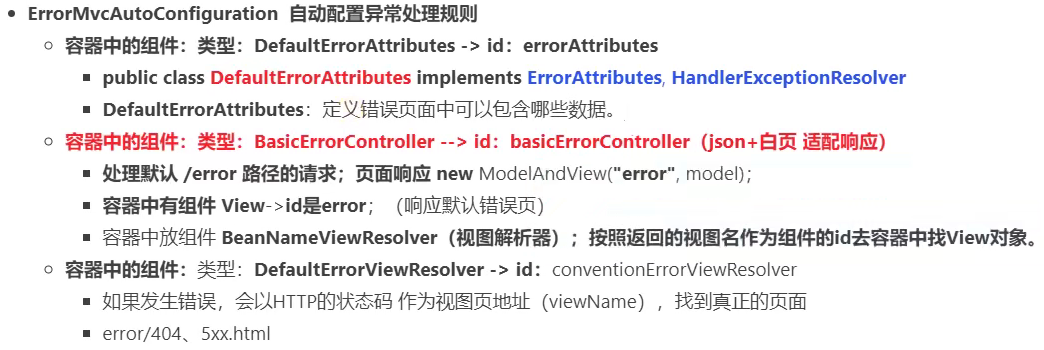 ErrorMvcAutoConfiguration 自动配置异常处理规则
容器中的组件：类型：DefaultErrorAttributes -> id：errorAttributes
public class DefaultErrorAttributes implements ErrorAttributes, HandlerExceptionResolver
DefaultErrorAttributes：定义错误页面中可以包含哪些数据。
容器中的组件：类型：BasicErrorController --> id：basicErrorController（json+白页 适配响应）
处理默认 /error 路径的请求；页面响应 new ModelAndView("error", model);
容器中有组件 View->id是error；（响应默认错误页）
容器中放组件 BeanNameViewResolver（视图解析器）；按照返回的视图名作为组件的id去容器中找View对象。
容器中的组件：类型：DefaultErrorViewResolver -> id：conventionErrorViewResolver
如果发生错误，会以HTTP的状态码 作为视图页地址（viewName），找到真正的页面
error/404、5xx.html